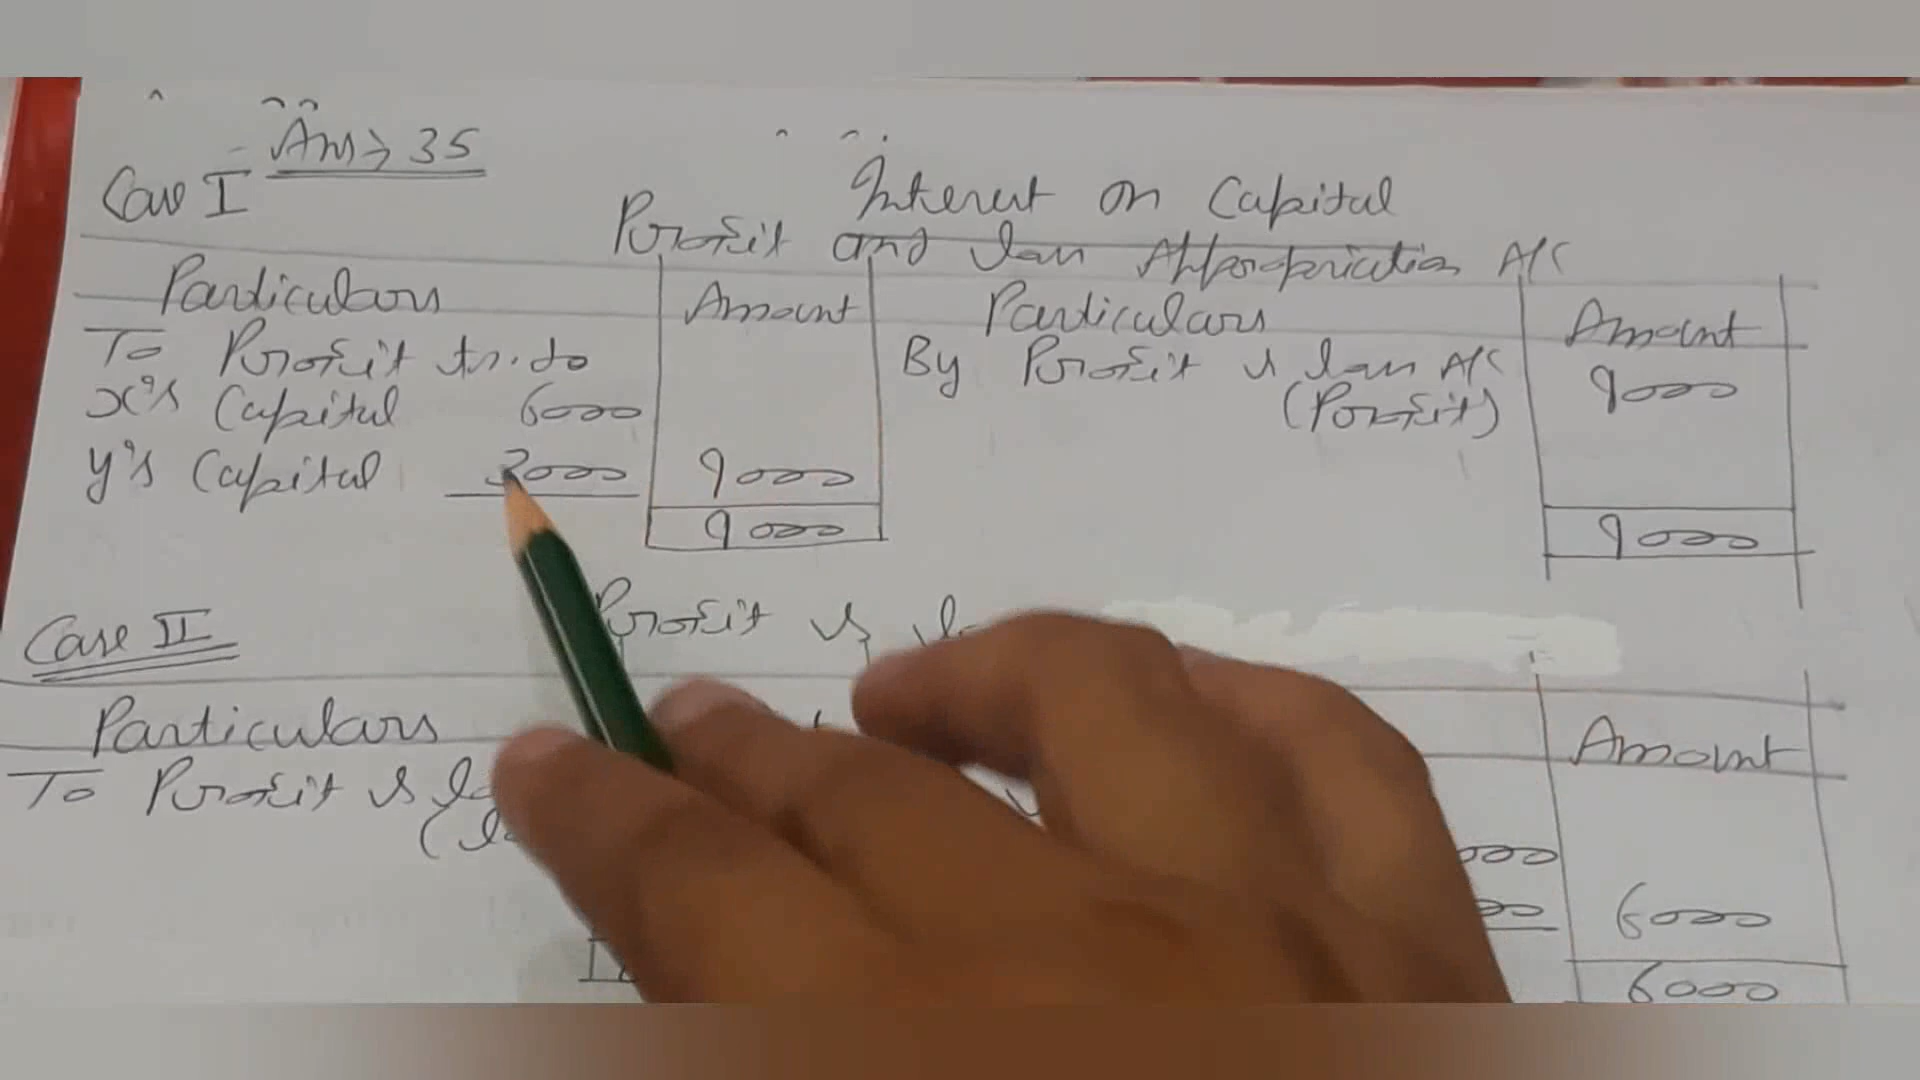 Ans → 35
Case I
Interest on Capital
Profit and loss Appropriation A/C
Particulars Amount Particulars Amount
To Profit tr. to By Profit & loss A/C 9000
x's Capital 6000 (Profit)
y's Capital 3000 9000
9000 9000
Case II Profit &
Particulars Amount
To Profit &
6000
6000